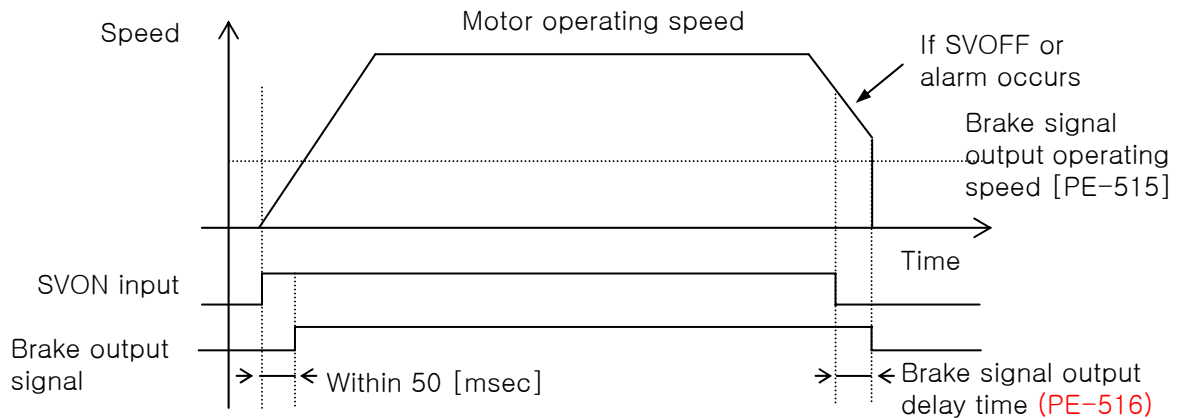 Speed
Motor operating speed
If SVOFF or
alarm occurs
Brake signal
output operating
speed [PE-515]
Time
SVON input
Brake output
signal
Within 50 [msec]
Brake signal output
delay time (PE-516)